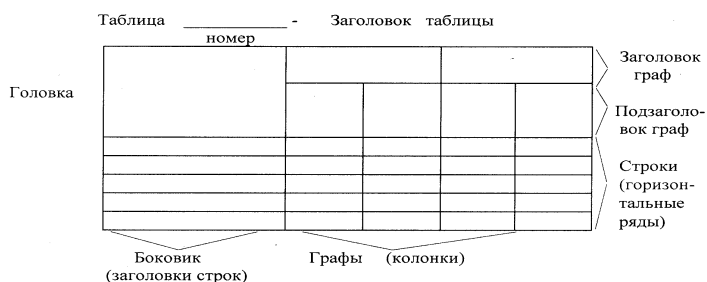 Таблица ____________ - Заголовок таблицы
номер
Заголовок
граф
Головка
Подзаголо-
вок граф
Строки
(горизон-
тальные
ряды)
Боковик
(заголовки строк)
Графы (колонки)